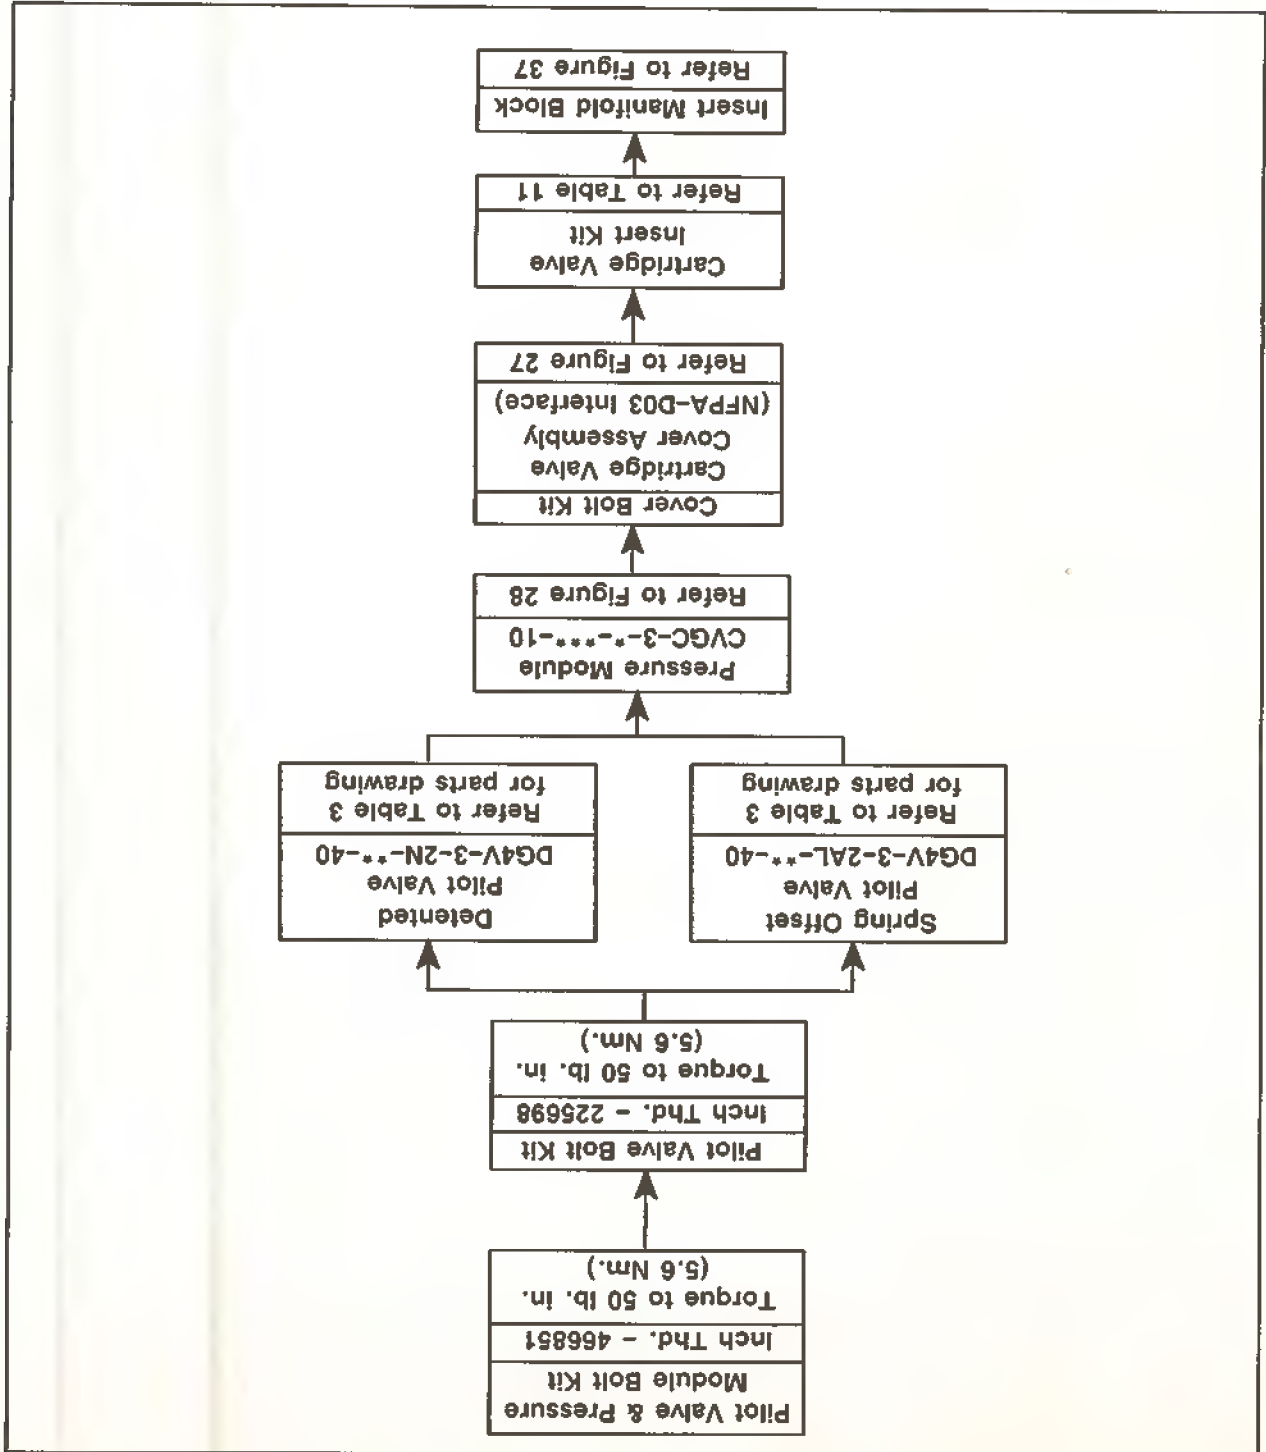 Pilot Valve & Pressure
Module Bolt Kit
Inch Thd. – 466851
Torque to 50 lb. in.
(5.6 Nm.)
Pilot Valve Bolt Kit
Inch Thd. – 225698
Torque to 50 lb. in.
(5.6 Nm.)
Spring Offset
Pilot Valve
DG4V-3-2AL-**-40
Refer to Table 3
for parts drawing
Detented
Pilot Valve
DG4V-3-2N-**-40
Refer to Table 3
for parts drawing
Pressure Module
CVGC-3-*-***-10
Refer to Figure 28
Cover Bolt Kit
Cartridge Valve
Cover Assembly
(NFPA-D03 Interface)
Refer to Figure 27
Cartridge Valve
Insert Kit
Refer to Table 11
Insert Manifold Block
Refer to Figure 37